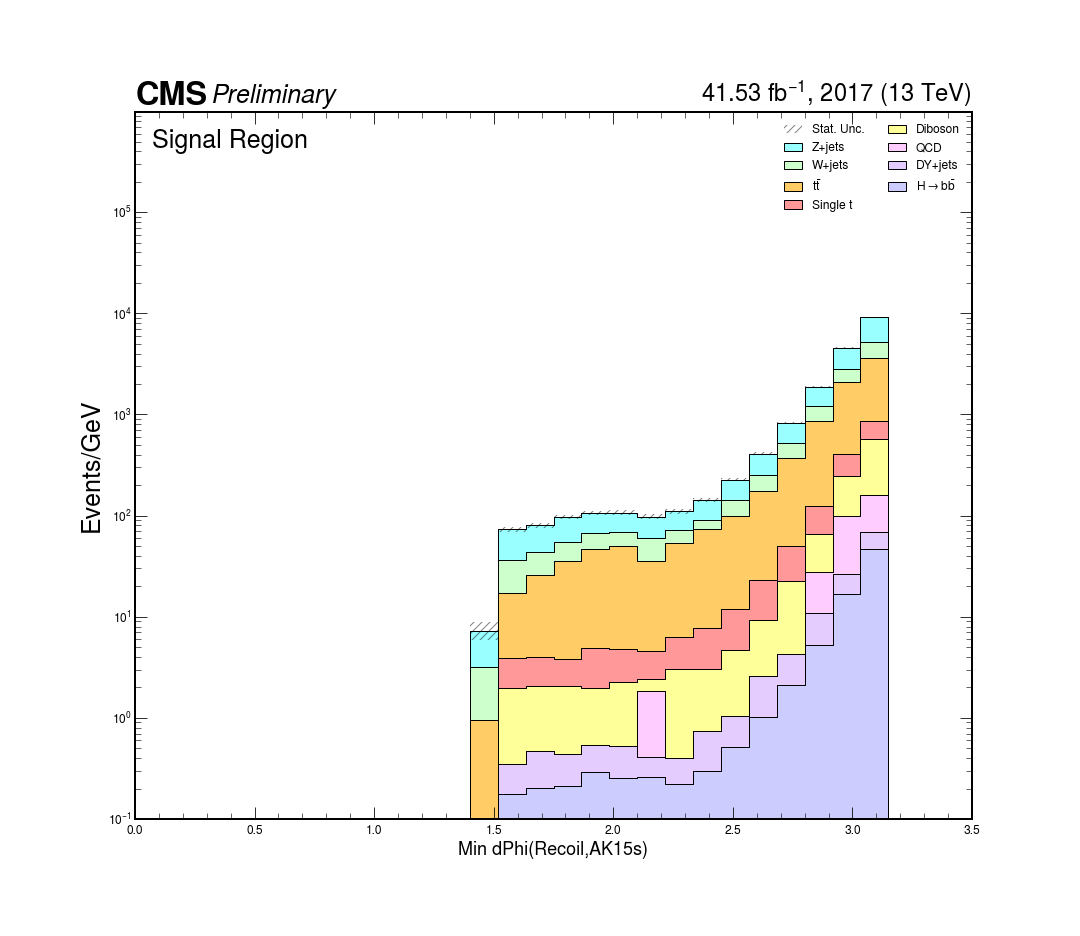 CMS Preliminary 41.53 fb⁻¹, 2017 (13 TeV)
Signal Region
Stat. Unc.
Z+jets
W+jets
tt̄
Single t
Diboson
QCD
DY+jets
H→bb̄
Events/GeV
10⁵
10⁴
10³
10²
10¹
10⁰
10⁻¹
0.0 0.5 1.0 1.5 2.0 2.5 3.0 3.5
Min dPhi(Recoil,AK15s)